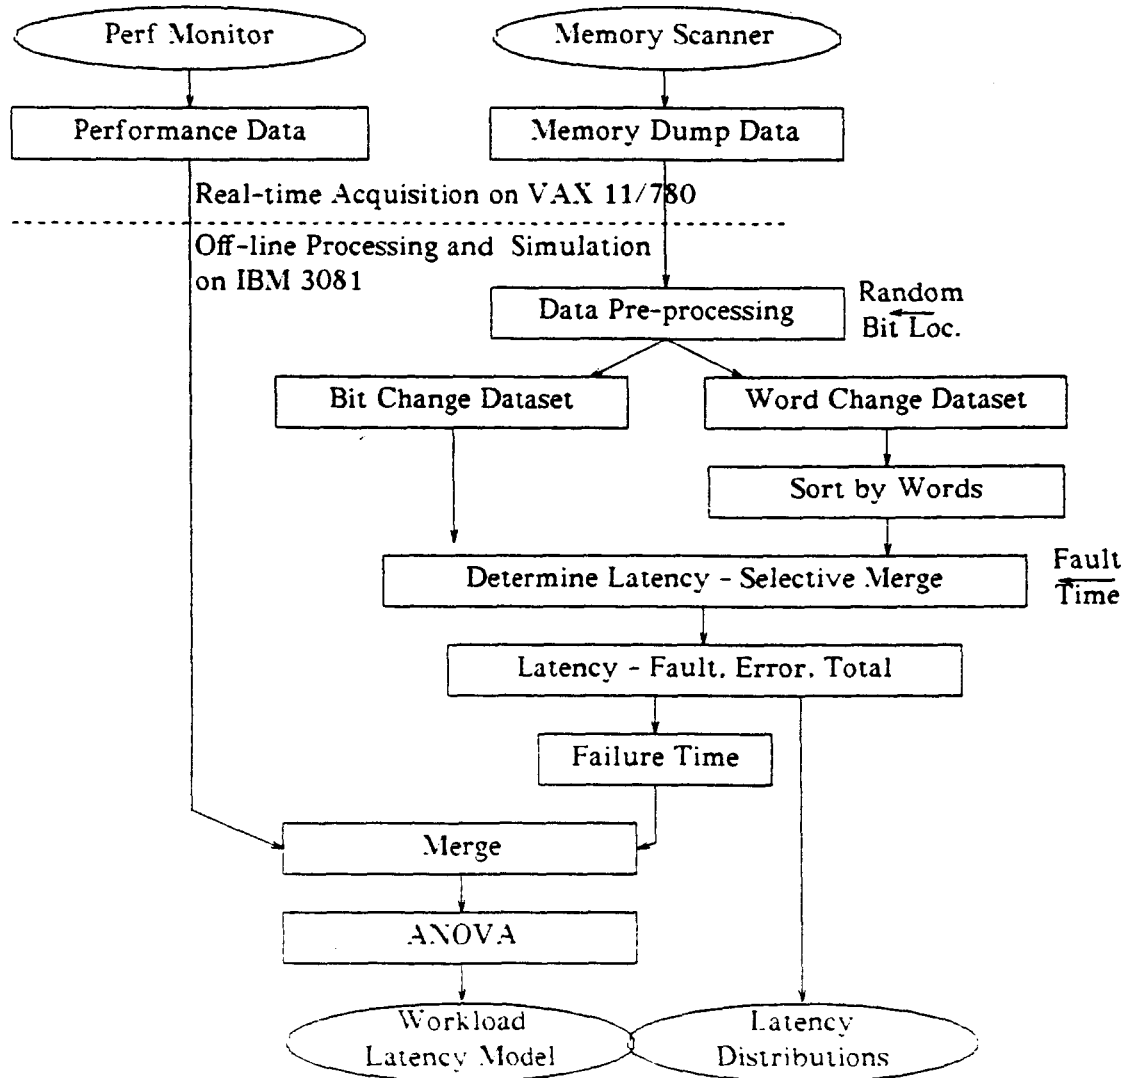 Perf Monitor
Memory Scanner
Performance Data
Memory Dump Data
Real-time Acquisition on VAX 11/780
Off-line Processing and Simulation
on IBM 3081
Data Pre-processing
Random
Bit Loc.
Bit Change Dataset
Word Change Dataset
Sort by Words
Determine Latency - Selective Merge
Fault
Time
Latency - Fault. Error. Total
Failure Time
Merge
ANOVA
Workload
Latency Model
Latency
Distributions